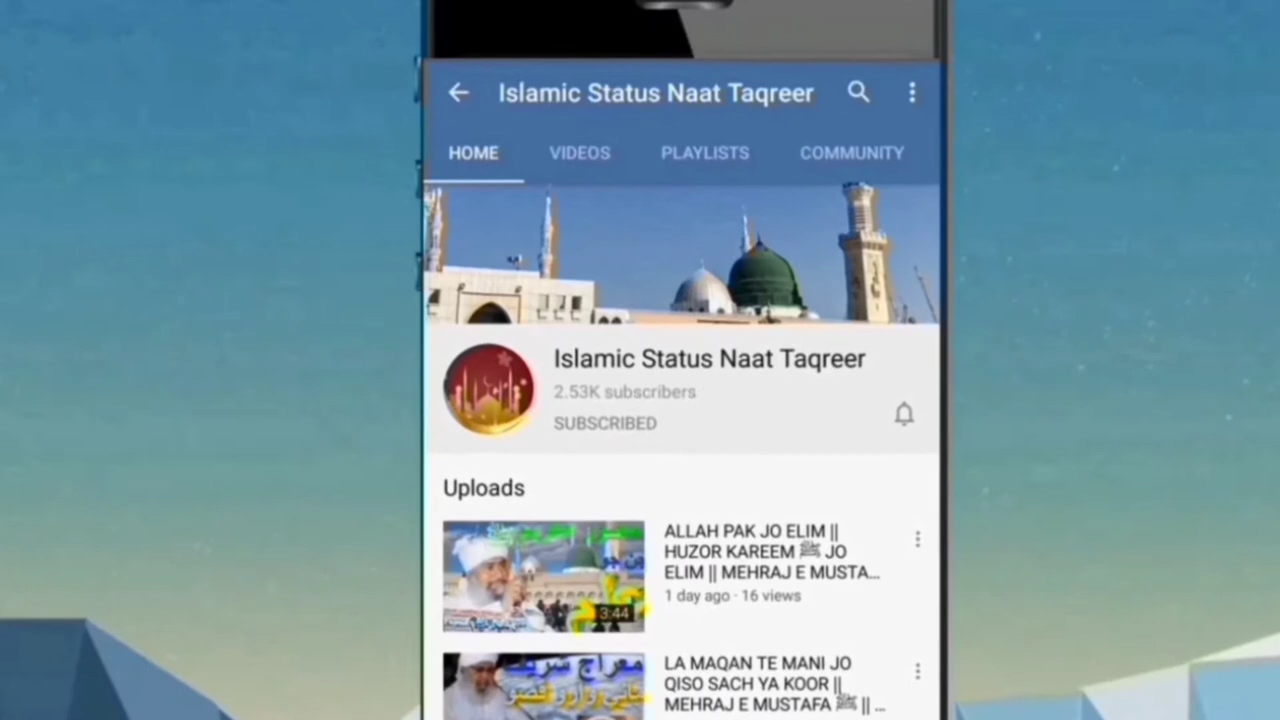 Islamic Status Naat Taqreer
HOME VIDEOS PLAYLISTS COMMUNITY
Islamic Status Naat Taqreer
2.53K subscribers
SUBSCRIBED
Uploads
ALLAH PAK JO ELIM ||
HUZOR KAREEM ﷺ JO
ELIM || MEHRAJ E MUSTA...
1 day ago · 16 views
3:44
معراج شریف
LA MAQAN TE MANI JO
QISO SACH YA KOOR ||
MEHRAJ E MUSTAFA ﷺ || ...